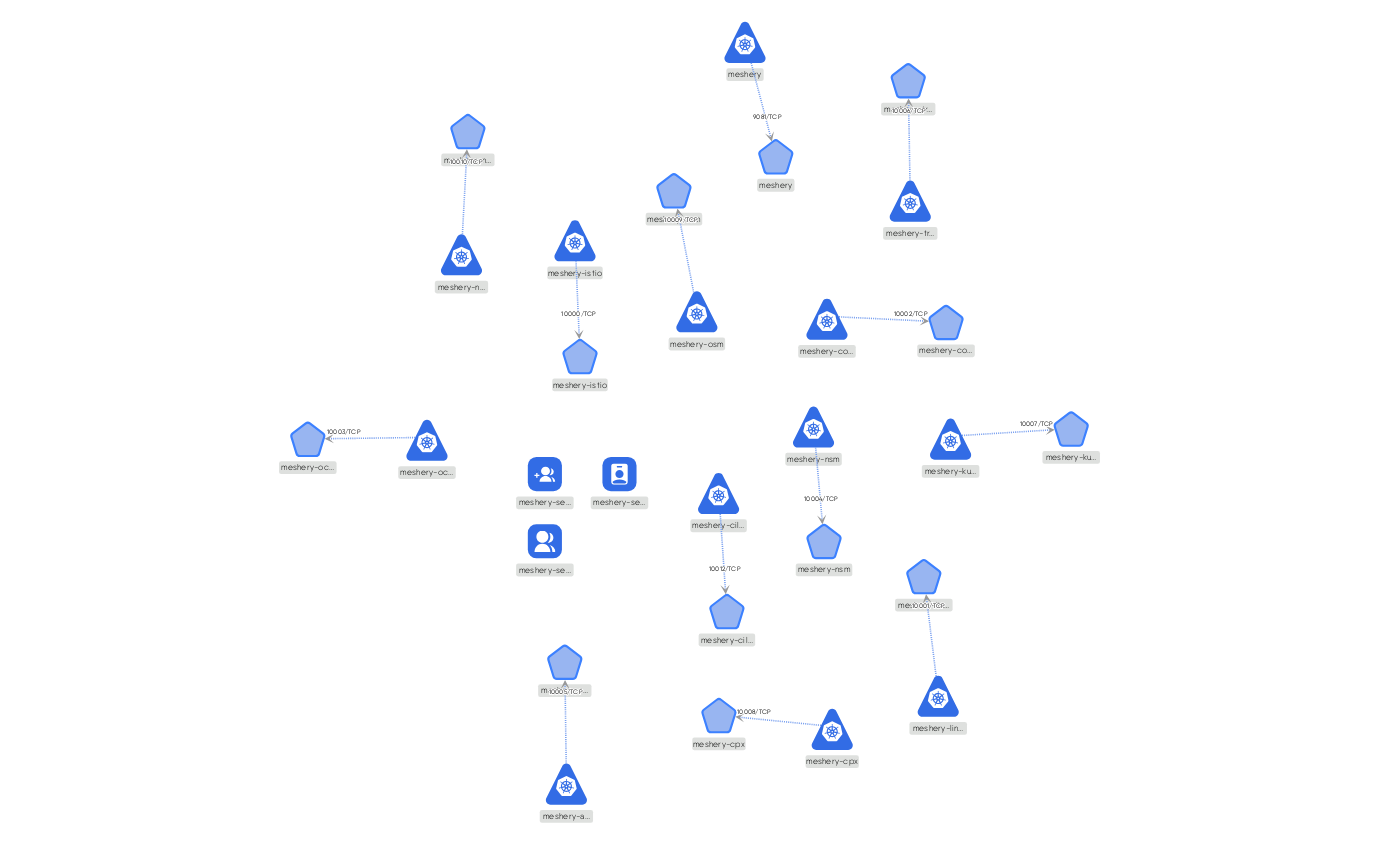 meshery
9081/TCP
meshery
10006/TCP
meshery-tr...
10010/TCP
meshery-n...
meshery-istio
10000/TCP
meshery-istio
10009/TCP
meshery-osm
10002/TCP
meshery-co...
meshery-co...
10003/TCP
meshery-oc...
meshery-oc...
meshery-nsm
10004/TCP
meshery-nsm
10007/TCP
meshery-ku...
meshery-ku...
meshery-se...
meshery-se...
meshery-se...
meshery-cil...
10012/TCP
meshery-cil...
10001/TCP
meshery-lin...
10005/TCP
meshery-a...
10008/TCP
meshery-cpx
meshery-cpx